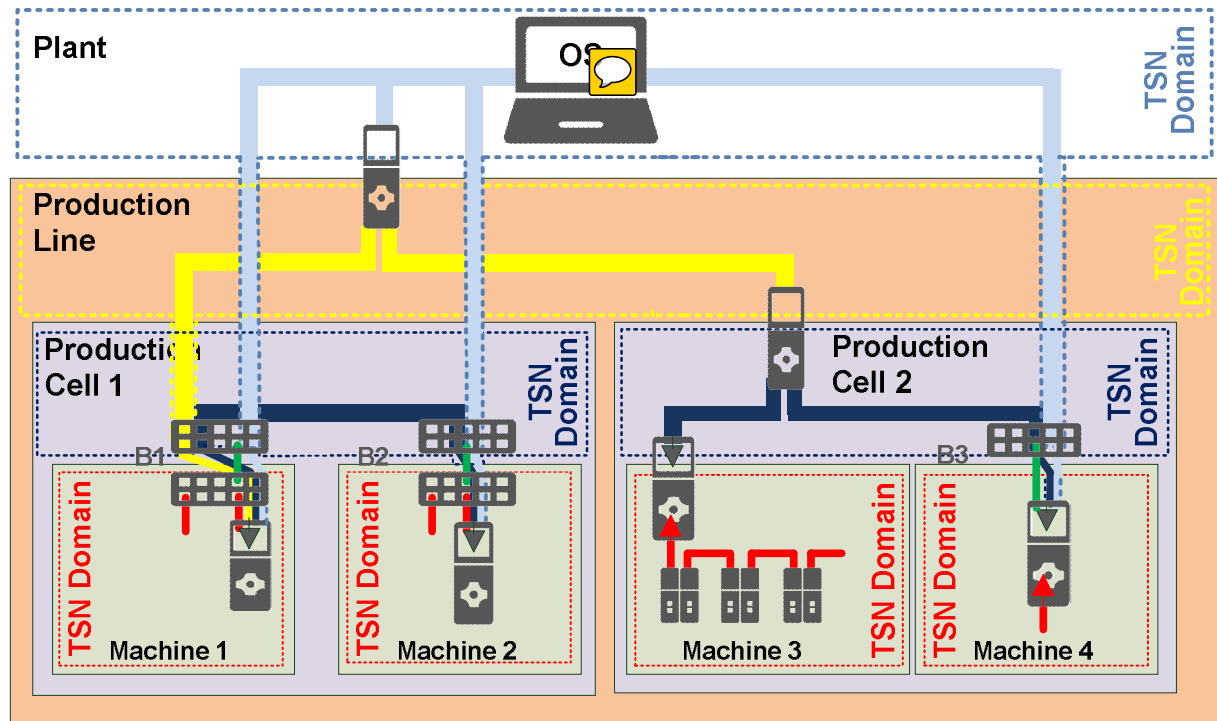 Plant
OS
TSN
Domain
Production
Line
TSN
Domain
Production
Cell 1
TSN
Domain
Production
Cell 2
TSN
Domain
B1
B2
B3
TSN Domain
Machine 1
TSN Domain
Machine 2
Machine 3
TSN Domain
TSN Domain
Machine 4